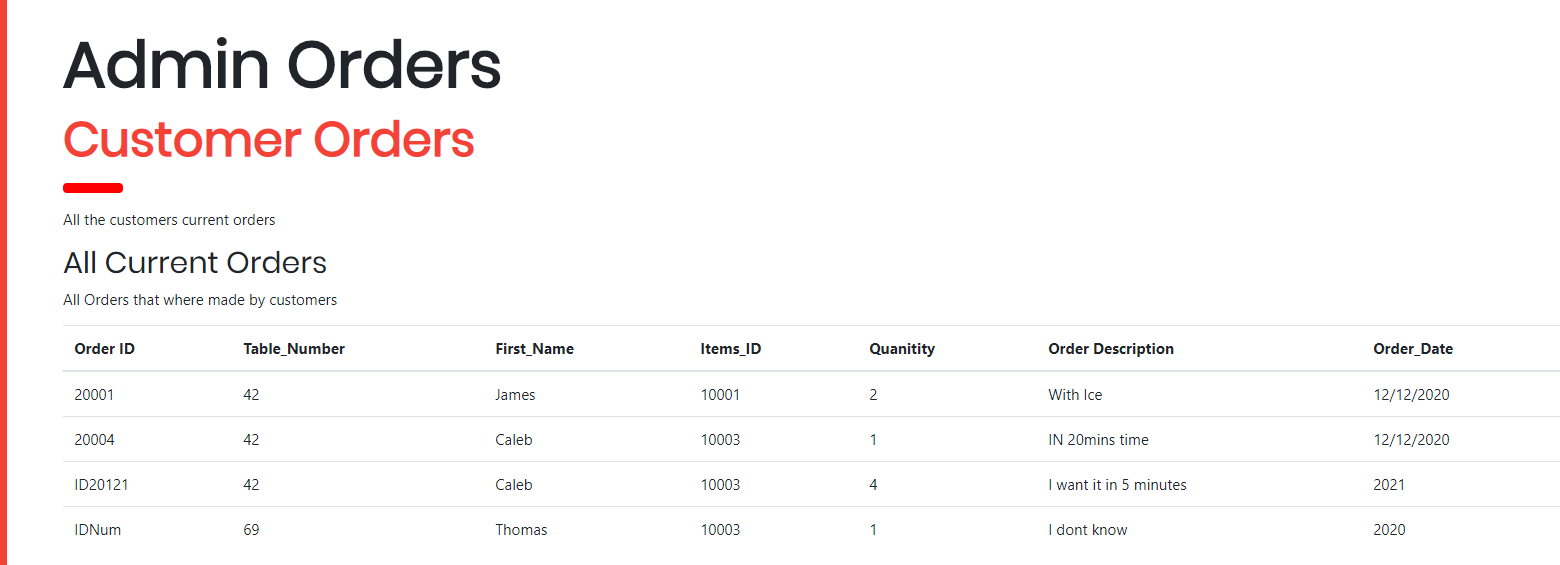 Admin Orders
Customer Orders
All the customers current orders
All Current Orders
All Orders that where made by customers
Order ID Table_Number First_Name Items_ID Quanitity Order Description Order_Date
20001 42 James 10001 2 With Ice 12/12/2020
20004 42 Caleb 10003 1 IN 20mins time 12/12/2020
ID20121 42 Caleb 10003 4 I want it in 5 minutes 2021
IDNum 69 Thomas 10003 1 I dont know 2020